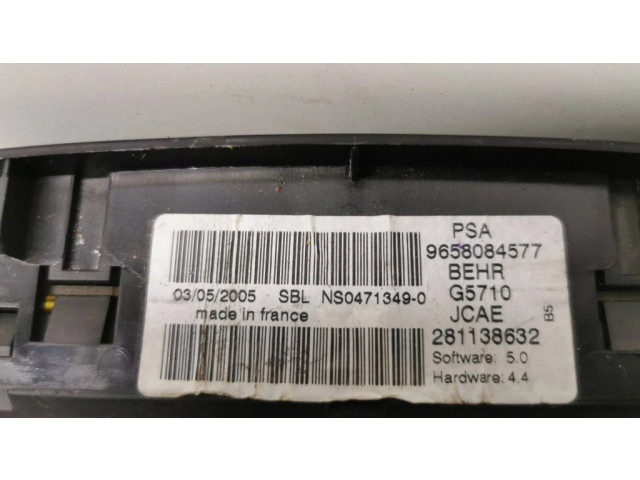 03/05/2005 SBL NS0471349-0
made in france
PSA
9658084577
BEHR
G5710
JCAE
281138632
Software: 5.0
Hardware: 4.4
B5